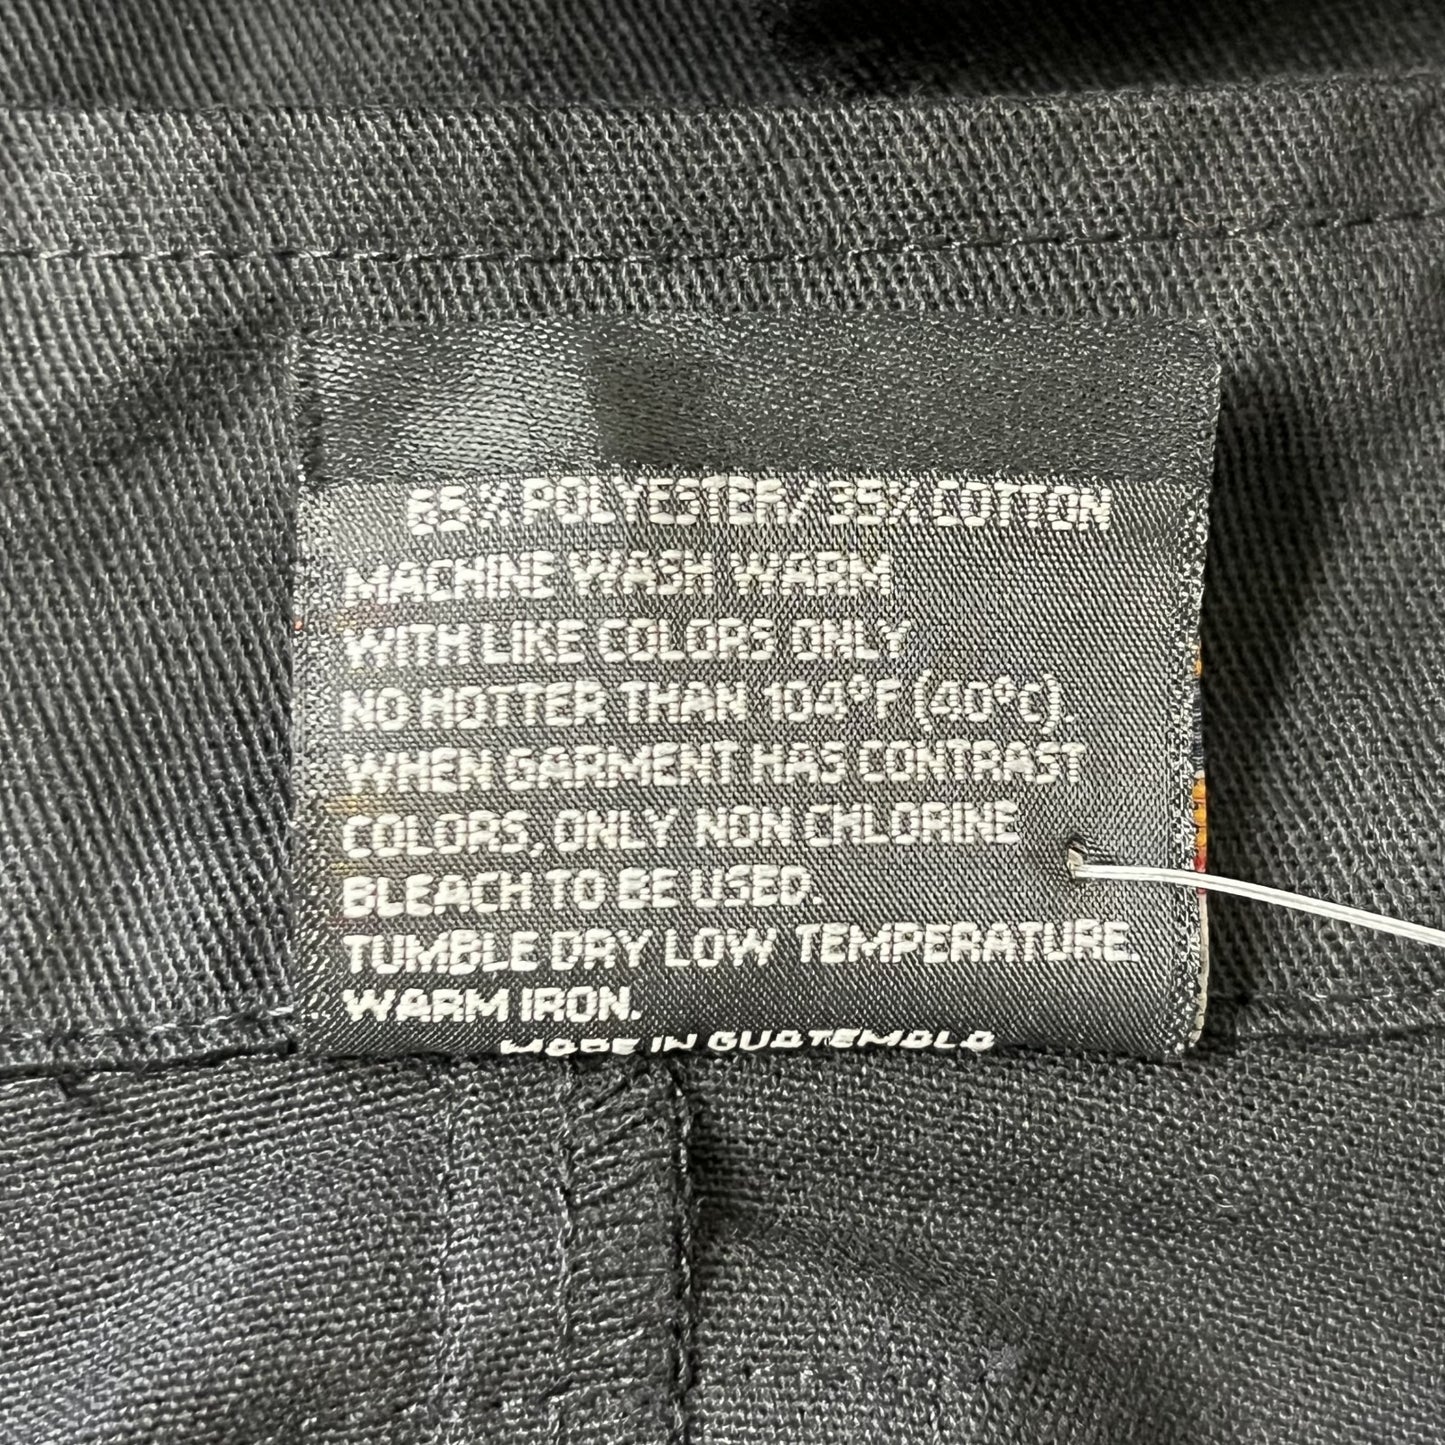 65% POLYESTER/35% COTTON
MACHINE WASH WARM
WITH LIKE COLORS ONLY
NO HOTTER THAN 104°F (40°C).
WHEN GARMENT HAS CONTRAST
COLORS, ONLY NON CHLORINE
BLEACH TO BE USED.
TUMBLE DRY LOW TEMPERATURE.
WARM IRON.
MADE IN GUATEMALA